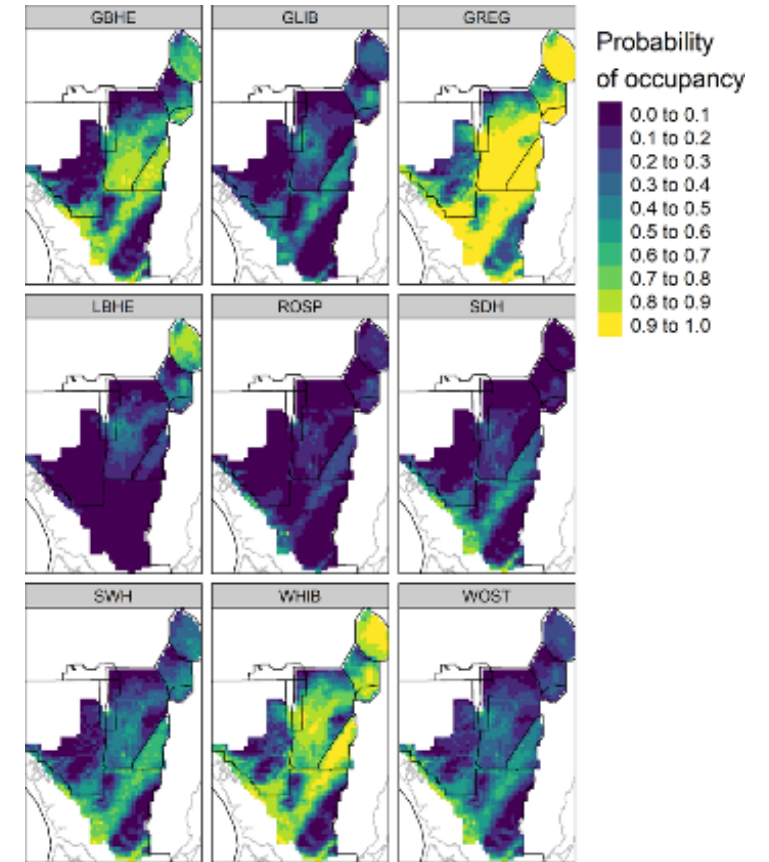 GBHE GLIB GREG
Probability
of occupancy
0.0 to 0.1
0.1 to 0.2
0.2 to 0.3
0.3 to 0.4
0.4 to 0.5
0.5 to 0.6
0.6 to 0.7
0.7 to 0.8
0.8 to 0.9
0.9 to 1.0
LBHE ROSP SDH
SWH WHIB WOST